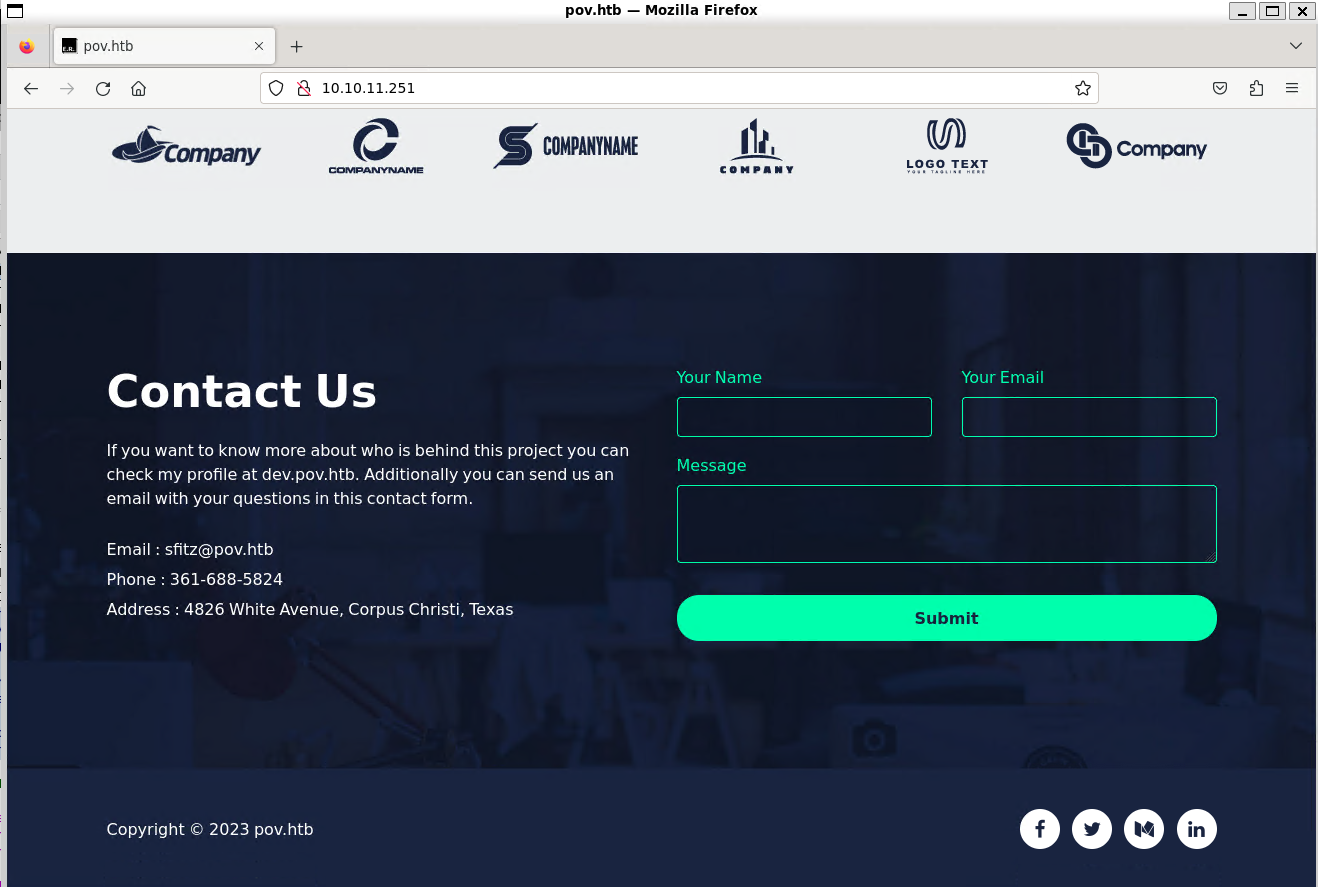 pov.htb — Mozilla Firefox
E.R. pov.htb
10.10.11.251
Company
COMPANYNAME
COMPANYNAME
COMPANY
LOGO TEXT
YOUR TAGLINE HERE
Company
Contact Us
If you want to know more about who is behind this project you can
check my profile at dev.pov.htb. Additionally you can send us an
email with your questions in this contact form.
Email : sfitz@pov.htb
Phone : 361-688-5824
Address : 4826 White Avenue, Corpus Christi, Texas
Your Name
Your Email
Message
Submit
Copyright © 2023 pov.htb